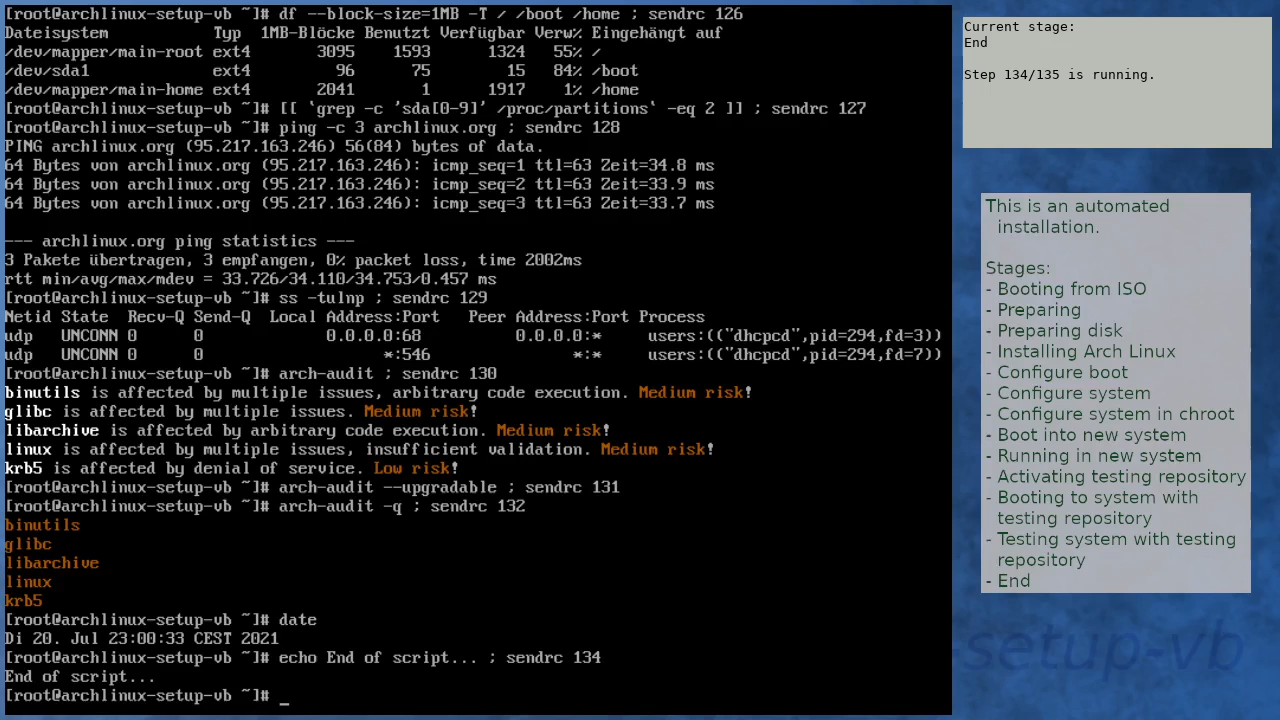 [root@archlinux-setup-vb ~]# df --block-size=1MB -T / /boot /home ; sendrc 126
Dateisystem Typ 1MB-Blöcke Benutzt Verfügbar Verw% Eingehängt auf
/dev/mapper/main-root ext4 3095 1593 1324 55% /
/dev/sda1 ext4 96 75 15 84% /boot
/dev/mapper/main-home ext4 2041 1 1917 1% /home
[root@archlinux-setup-vb ~]# [[ `grep -c 'sda[0-9]' /proc/partitions` -eq 2 ]] ; sendrc 127
[root@archlinux-setup-vb ~]# ping -c 3 archlinux.org ; sendrc 128
PING archlinux.org (95.217.163.246) 56(84) bytes of data.
64 Bytes von archlinux.org (95.217.163.246): icmp_seq=1 ttl=63 Zeit=34.8 ms
64 Bytes von archlinux.org (95.217.163.246): icmp_seq=2 ttl=63 Zeit=33.9 ms
64 Bytes von archlinux.org (95.217.163.246): icmp_seq=3 ttl=63 Zeit=33.7 ms
--- archlinux.org ping statistics ---
3 Pakete übertragen, 3 empfangen, 0% packet loss, time 2002ms
rtt min/avg/max/mdev = 33.726/34.110/34.753/0.457 ms
[root@archlinux-setup-vb ~]# ss -tulnp ; sendrc 129
Netid State Recv-Q Send-Q Local Address:Port Peer Address:Port Process
udp UNCONN 0 0 0.0.0.0:68 0.0.0.0:* users:(("dhcpcd",pid=294,fd=3))
udp UNCONN 0 0 *:546 *:* users:(("dhcpcd",pid=294,fd=7))
[root@archlinux-setup-vb ~]# arch-audit ; sendrc 130
binutils is affected by multiple issues, arbitrary code execution. Medium risk!
glibc is affected by multiple issues. Medium risk!
libarchive is affected by arbitrary code execution. Medium risk!
linux is affected by multiple issues, insufficient validation. Medium risk!
krb5 is affected by denial of service. Low risk!
[root@archlinux-setup-vb ~]# arch-audit --upgradable ; sendrc 131
[root@archlinux-setup-vb ~]# arch-audit -q ; sendrc 132
binutils
glibc
libarchive
linux
krb5
[root@archlinux-setup-vb ~]# date
Di 20. Jul 23:00:33 CEST 2021
[root@archlinux-setup-vb ~]# echo End of script... ; sendrc 134
End of script...
[root@archlinux-setup-vb ~]# _
Current stage:
End
Step 134/135 is running.
This is an automated
installation.
Stages:
- Booting from ISO
- Preparing
- Preparing disk
- Installing Arch Linux
- Configure boot
- Configure system
- Configure system in chroot
- Boot into new system
- Running in new system
- Activating testing repository
- Booting to system with
testing repository
- Testing system with testing
repository
- End
-setup-vb